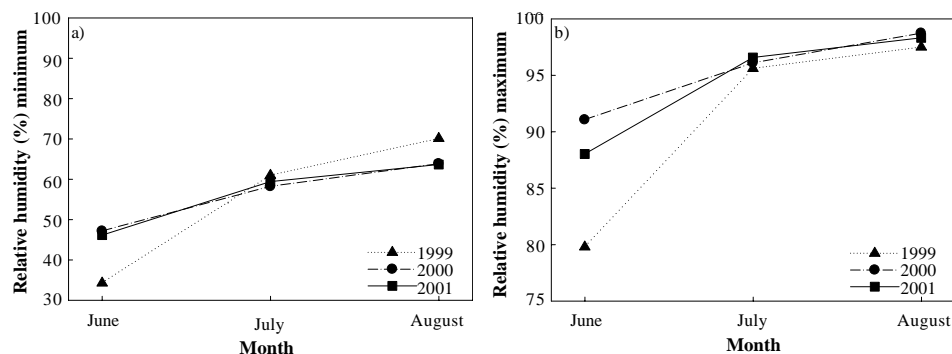 a)
Relative humidity (%) minimum
100
90
80
70
60
50
40
30
1999
2000
2001
June July August
Month
b)
Relative humidity (%) maximum
100
95
90
85
80
75
1999
2000
2001
June July August
Month